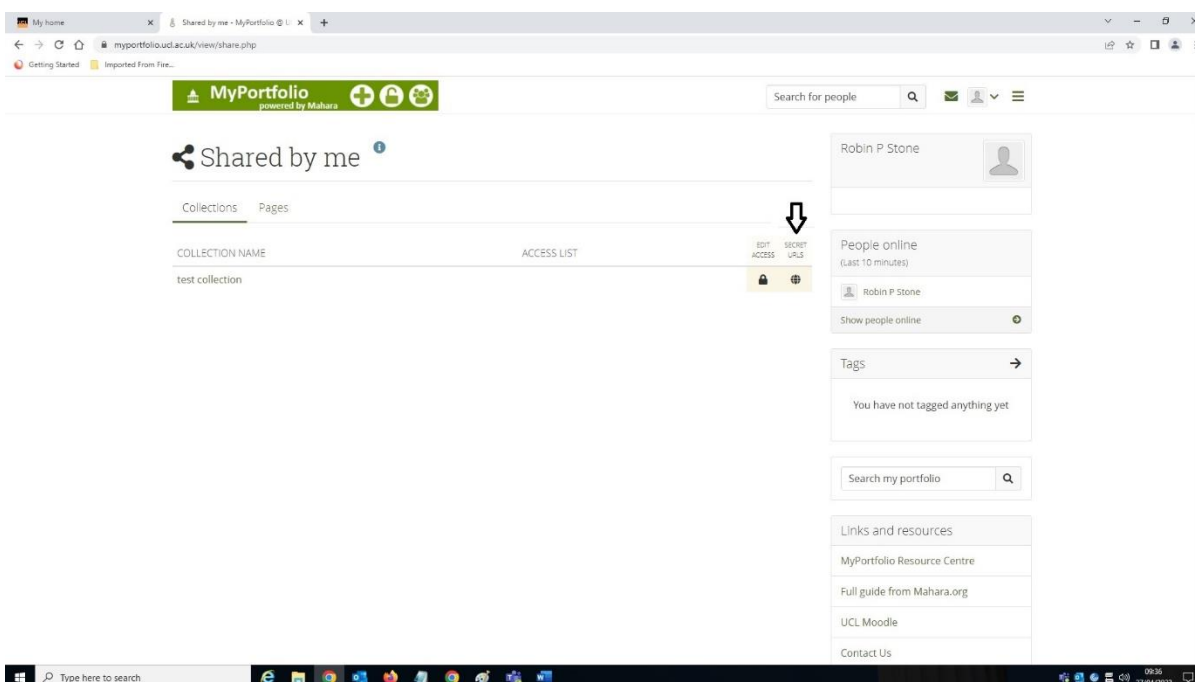 My home
Shared by me - MyPortfolio @ U
myportfolio.ucl.ac.uk/view/share.php
Getting Started
Imported From Fire...
MyPortfolio
powered by Mahara
Search for people
Shared by me
Collections
Pages
COLLECTION NAME
ACCESS LIST
EDIT ACCESS
SECRET URLS
test collection
Robin P Stone
People online
(Last 10 minutes)
Robin P Stone
Show people online
Tags
You have not tagged anything yet
Search my portfolio
Links and resources
MyPortfolio Resource Centre
Full guide from Mahara.org
UCL Moodle
Contact Us
Type here to search
09:36